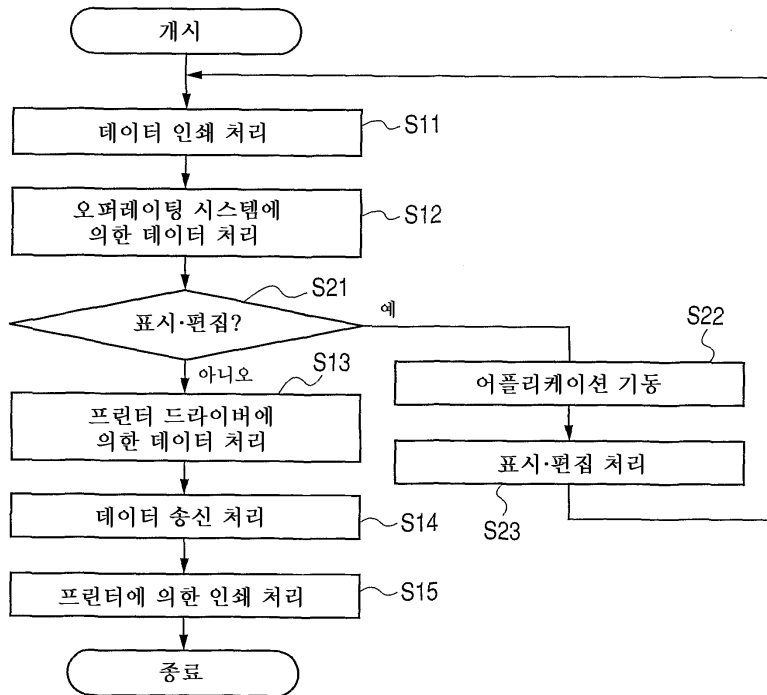 개시
데이터 인쇄 처리
S11
오퍼레이팅 시스템에
의한 데이터 처리
S12
표시·편집?
S21
예
아니오
S22
어플리케이션 기동
S13
프린터 드라이버에
의한 데이터 처리
표시·편집 처리
S23
데이터 송신 처리
S14
프린터에 의한 인쇄 처리
S15
종료